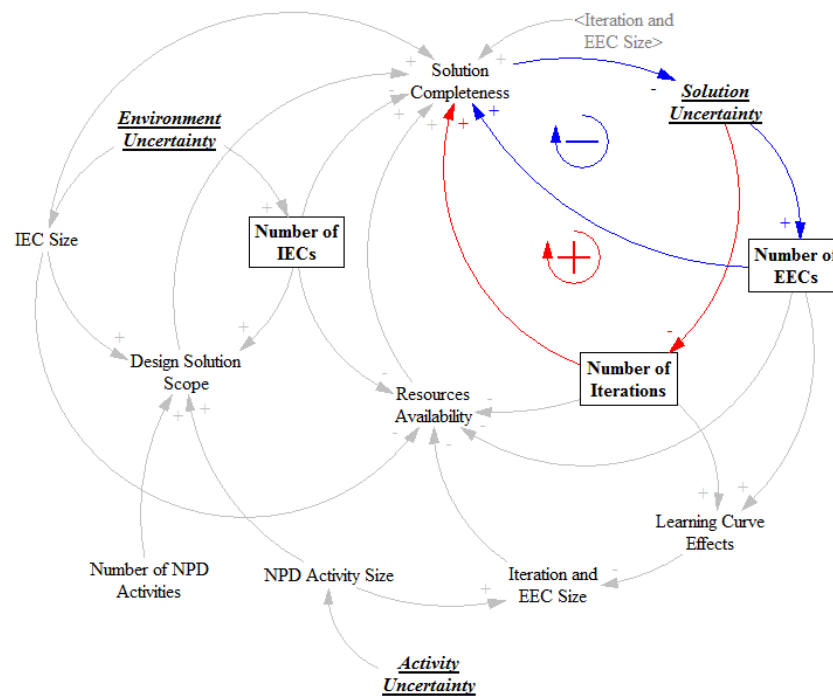 <Iteration and
EEC Size>
Solution
Completeness
Solution
Uncertainty
Environment
Uncertainty
IEC Size
Number of
IECs
Number of
EECs
Design Solution
Scope
Number of
Iterations
Resources
Availability
Learning Curve
Effects
Number of NPD
Activities
NPD Activity Size
Iteration and
EEC Size
Activity
Uncertainty